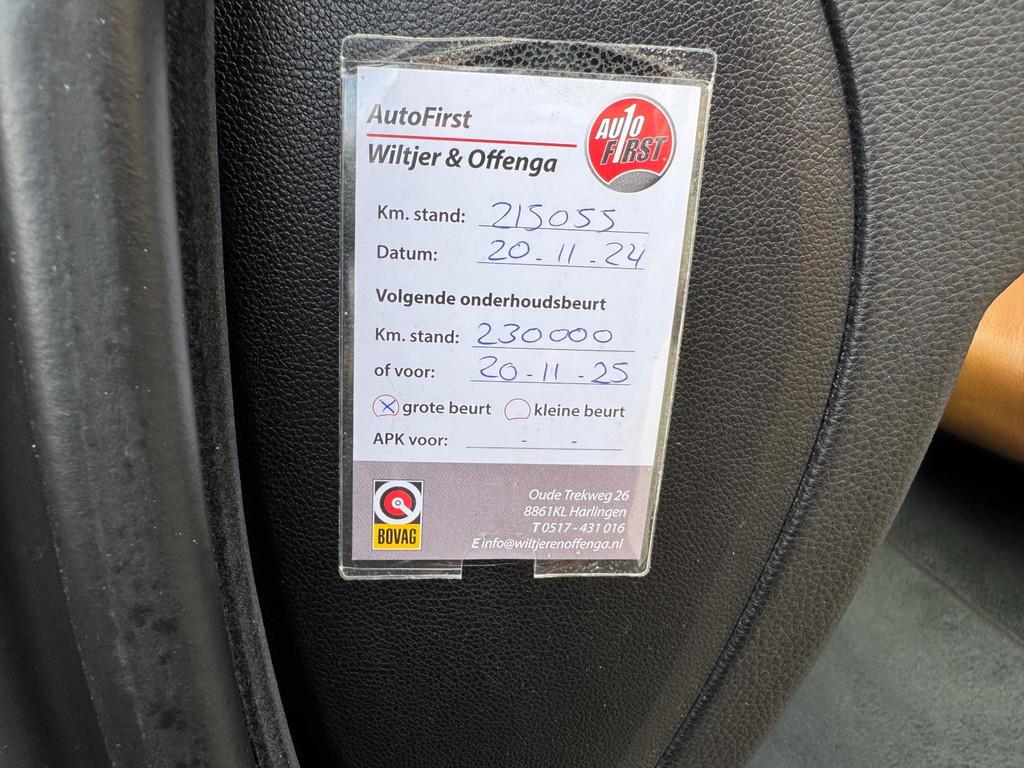 AutoFirst
Wiltjer & Offenga
AUTO
FIRST
Km. stand: 215055
Datum: 20-11-24
Volgende onderhoudsbeurt
Km. stand: 230000
of voor: 20-11-25
grote beurt kleine beurt
APK voor: - -
BOVAG
Oude Trekweg 26
8861KL Harlingen
T 0517 - 431 016
E info@wiltjerenoffenga.nl